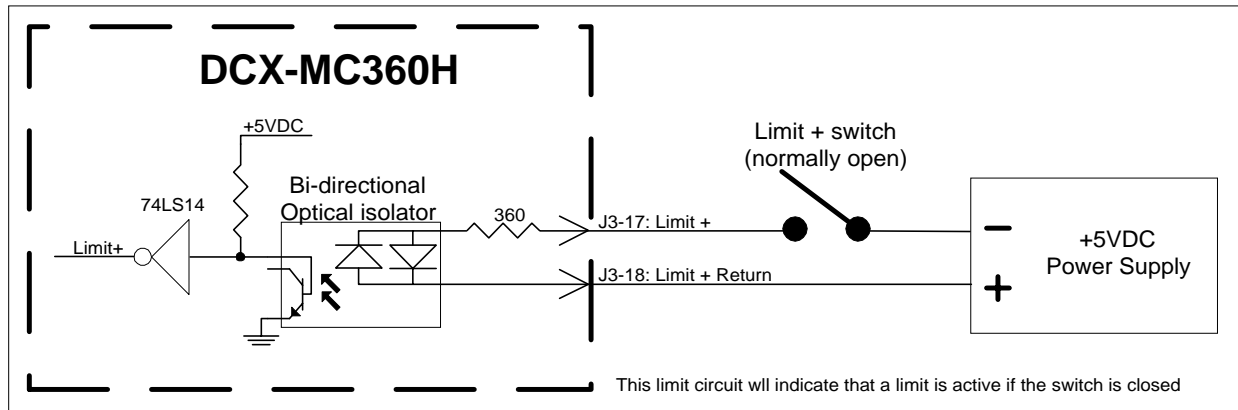 DCX-MC360H
+5VDC
Bi-directional
Optical isolator
74LS14
Limit+
360
J3-17: Limit +
J3-18: Limit + Return
Limit + switch
(normally open)
-
+
+5VDC
Power Supply
This limit circuit wll indicate that a limit is active if the switch is closed